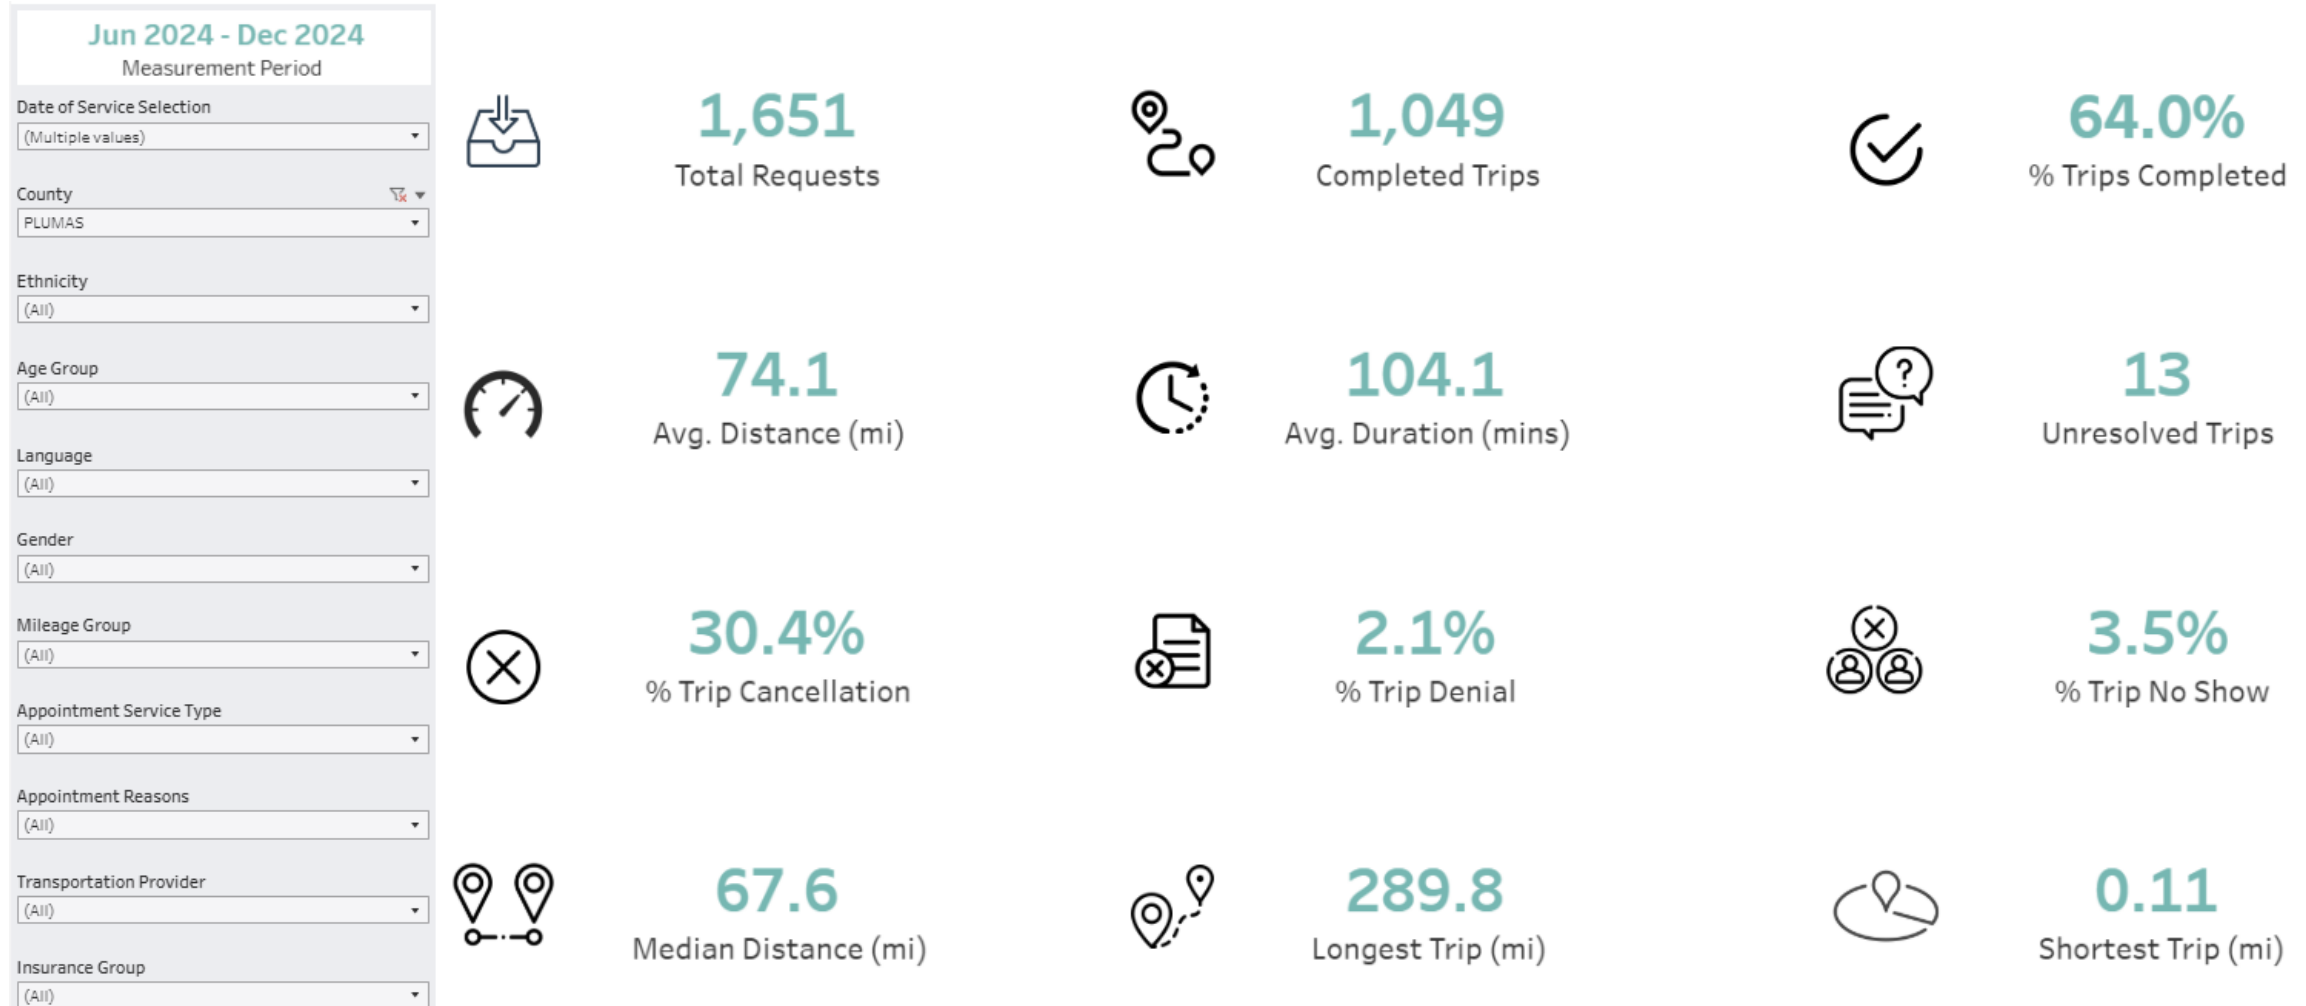 Jun 2024 - Dec 2024
Measurement Period
Date of Service Selection
(Multiple values)
County
PLUMAS
Ethnicity
(All)
Age Group
(All)
Language
(All)
Gender
(All)
Mileage Group
(All)
Appointment Service Type
(All)
Appointment Reasons
(All)
Transportation Provider
(All)
Insurance Group
(All)
1,651
Total Requests
1,049
Completed Trips
64.0%
% Trips Completed
74.1
Avg. Distance (mi)
104.1
Avg. Duration (mins)
?
13
Unresolved Trips
30.4%
% Trip Cancellation
2.1%
% Trip Denial
3.5%
% Trip No Show
67.6
Median Distance (mi)
289.8
Longest Trip (mi)
0.11
Shortest Trip (mi)